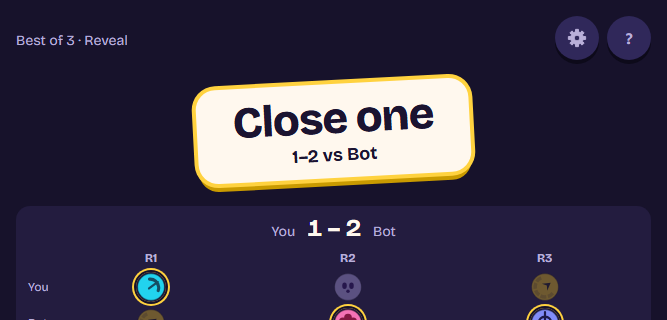 Best of 3 · Reveal
?
Close one
1–2 vs Bot
You 1 – 2 Bot
R1 R2 R3
You